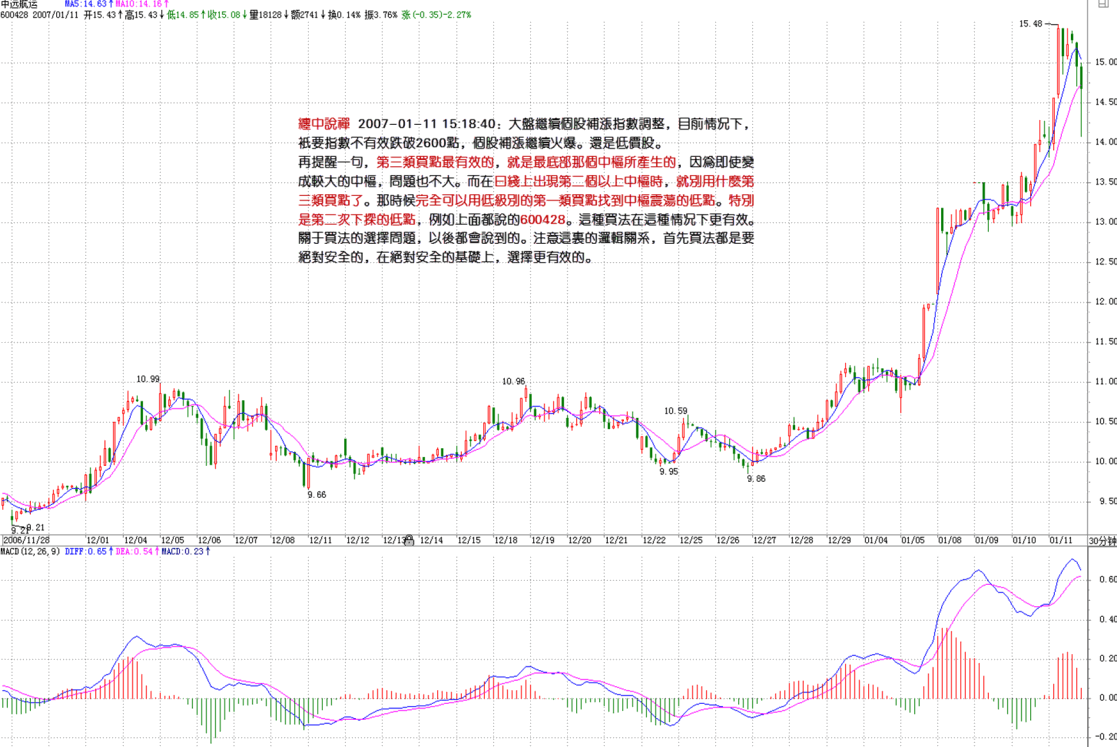 中远航运 MA5:14.63↑MA10:14.16↑
600428 2007/01/11 开15.43↑高15.43↓低14.85↑收15.08↓量18128↓额2741↓换0.14% 振3.76% 涨(-0.35)-2.27%
15.48
15.00
14.50
14.00
13.50
13.00
12.50
12.00
11.50
11.00
10.50
10.00
9.50
纏中說禪 2007-01-11 15:18:40：大盤繼續個股補漲指數調整，目前情況下，
衹要指數不有效跌破2600點，個股補漲繼續火爆。還是低價股。
再提醒一句，第三類買點最有效的，就是最底部那個中樞所產生的，因爲即使變
成較大的中樞，問題也不大。而在日綫上出現第二個以上中樞時，就別用什麼第
三類買點了。那時候完全可以用低級別的第一類買點找到中樞震蕩的低點。特別
是第二次下探的低點，例如上面都說的600428。這種買法在這種情況下更有效。
關于買法的選擇問題，以後都會說到的。注意這裏的邏輯關系，首先買法都是要
絕對安全的，在絕對安全的基礎上，選擇更有效的。
10.99
10.96
10.59
9.95
9.86
9.66
9.21
2006/11/28 12/01 12/04 12/05 12/06 12/07 12/08 12/11 12/12 12/13 12/14 12/15 12/18 12/19 12/20 12/21 12/22 12/25 12/26 12/27 12/28 12/29 01/04 01/05 01/08 01/09 01/10 01/11 30分钟
MACD(12,26,9) DIFF:0.65↑DEA:0.54↑MACD:0.23↑
0.60
0.40
0.20
0.00
-0.20